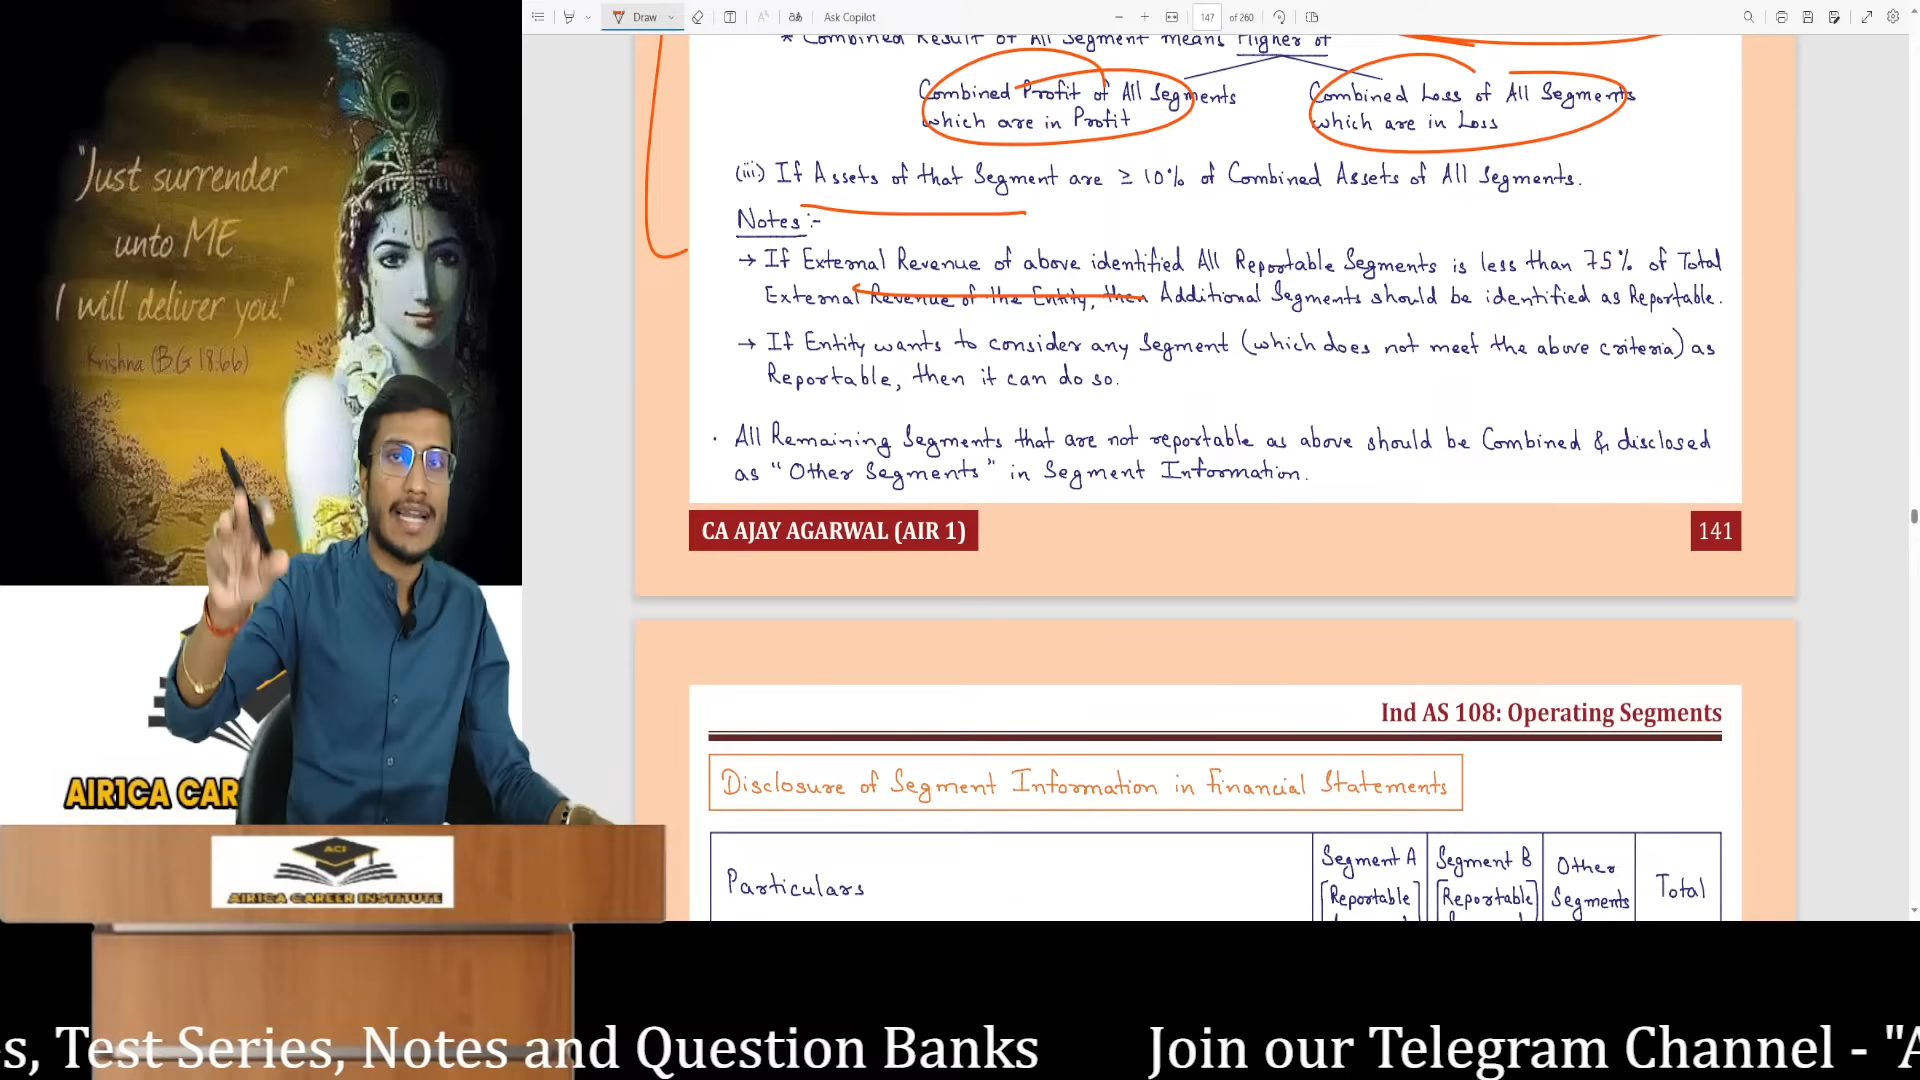 Draw
Ask Copilot
147 of 260
* Combined Result of All Segment means Higher of
Combined Profit of All Segments
which are in Profit
Combined Loss of All Segments
which are in Loss
(iii) If Assets of that Segment are ≥ 10% of Combined Assets of All Segments.
Notes :-
→ If External Revenue of above identified All Reportable Segments is less than 75% of Total
External Revenue of the Entity, then Additional Segments should be identified as Reportable.
→ If Entity wants to consider any Segment (which does not meet the above criteria) as
Reportable, then it can do so.
· All Remaining Segments that are not reportable as above should be Combined & disclosed
as "Other Segments" in Segment Information.
CA AJAY AGARWAL (AIR 1)
141
Ind AS 108: Operating Segments
Disclosure of Segment Information in Financial Statements
Particulars
Segment A
[Reportable
Segment B
[Reportable
Other
Segments
Total
"Just surrender
unto ME
I will deliver you!"
Krishna (B.G 18:66)
AIR1CA CAR
ACI
AIR1CA CAREER INSTITUTE
s, Test Series, Notes and Question Banks
Join our Telegram Channel - "A